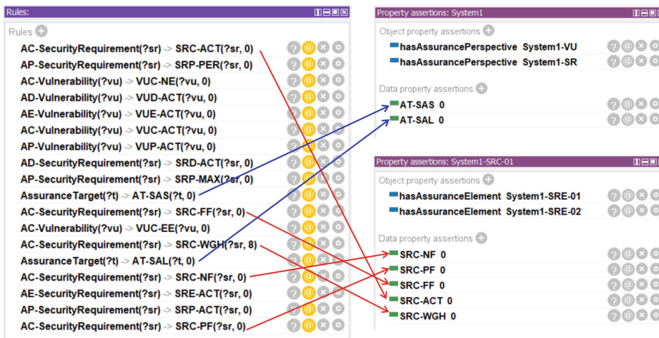 Rules:
Rules
AC-SecurityRequirement(?sr) -> SRC-ACT(?sr, 0)
AP-SecurityRequirement(?sr) -> SRP-PER(?sr, 0)
AC-Vulnerability(?vu) -> VUC-NE(?vu, 0)
AD-Vulnerability(?vu) -> VUD-ACT(?vu, 0)
AE-Vulnerability(?vu) -> VUE-ACT(?vu, 0)
AC-Vulnerability(?vu) -> VUC-ACT(?vu, 0)
AP-Vulnerability(?vu) -> VUP-ACT(?vu, 0)
AD-SecurityRequirement(?sr) -> SRD-ACT(?sr, 0)
AP-SecurityRequirement(?sr) -> SRP-MAX(?sr, 0)
AssuranceTarget(?t) -> AT-SAS(?t, 0)
AC-SecurityRequirement(?sr) -> SRC-FF(?sr, 0)
AC-Vulnerability(?vu) -> VUC-EE(?vu, 0)
AC-SecurityRequirement(?sr) -> SRC-WGH(?sr, 8)
AssuranceTarget(?t) -> AT-SAL(?t, 0)
AC-SecurityRequirement(?sr) -> SRC-NF(?sr, 0)
AE-SecurityRequirement(?sr) -> SRE-ACT(?sr, 0)
AP-SecurityRequirement(?sr) -> SRP-ACT(?sr, 0)
AC-SecurityRequirement(?sr) -> SRC-PF(?sr, 0)
Property assertions: System1
Object property assertions
hasAssurancePerspective System1-VU
hasAssurancePerspective System1-SR
Data property assertions
AT-SAS 0
AT-SAL 0
Property assertions: System1-SRC-01
Object property assertions
hasAssuranceElement System1-SRE-01
hasAssuranceElement System1-SRE-02
Data property assertions
SRC-NF 0
SRC-PF 0
SRC-FF 0
SRC-ACT 0
SRC-WGH 0